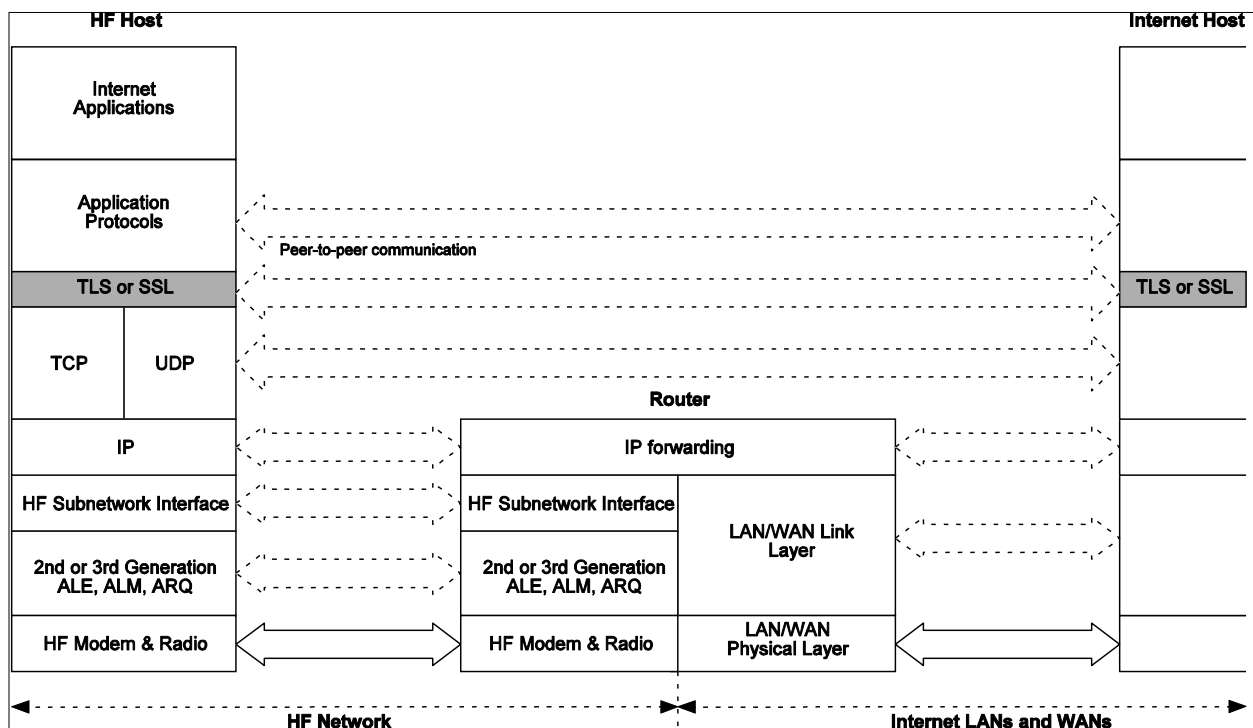 HF Host
Internet Host
Internet
Applications
Application
Protocols
Peer-to-peer communication
TLS or SSL
TLS or SSL
TCP
UDP
Router
IP
IP forwarding
HF Subnetwork Interface
HF Subnetwork Interface
LAN/WAN Link
Layer
2nd or 3rd Generation
ALE, ALM, ARQ
2nd or 3rd Generation
ALE, ALM, ARQ
HF Modem & Radio
HF Modem & Radio
LAN/WAN
Physical Layer
HF Network
Internet LANs and WANs